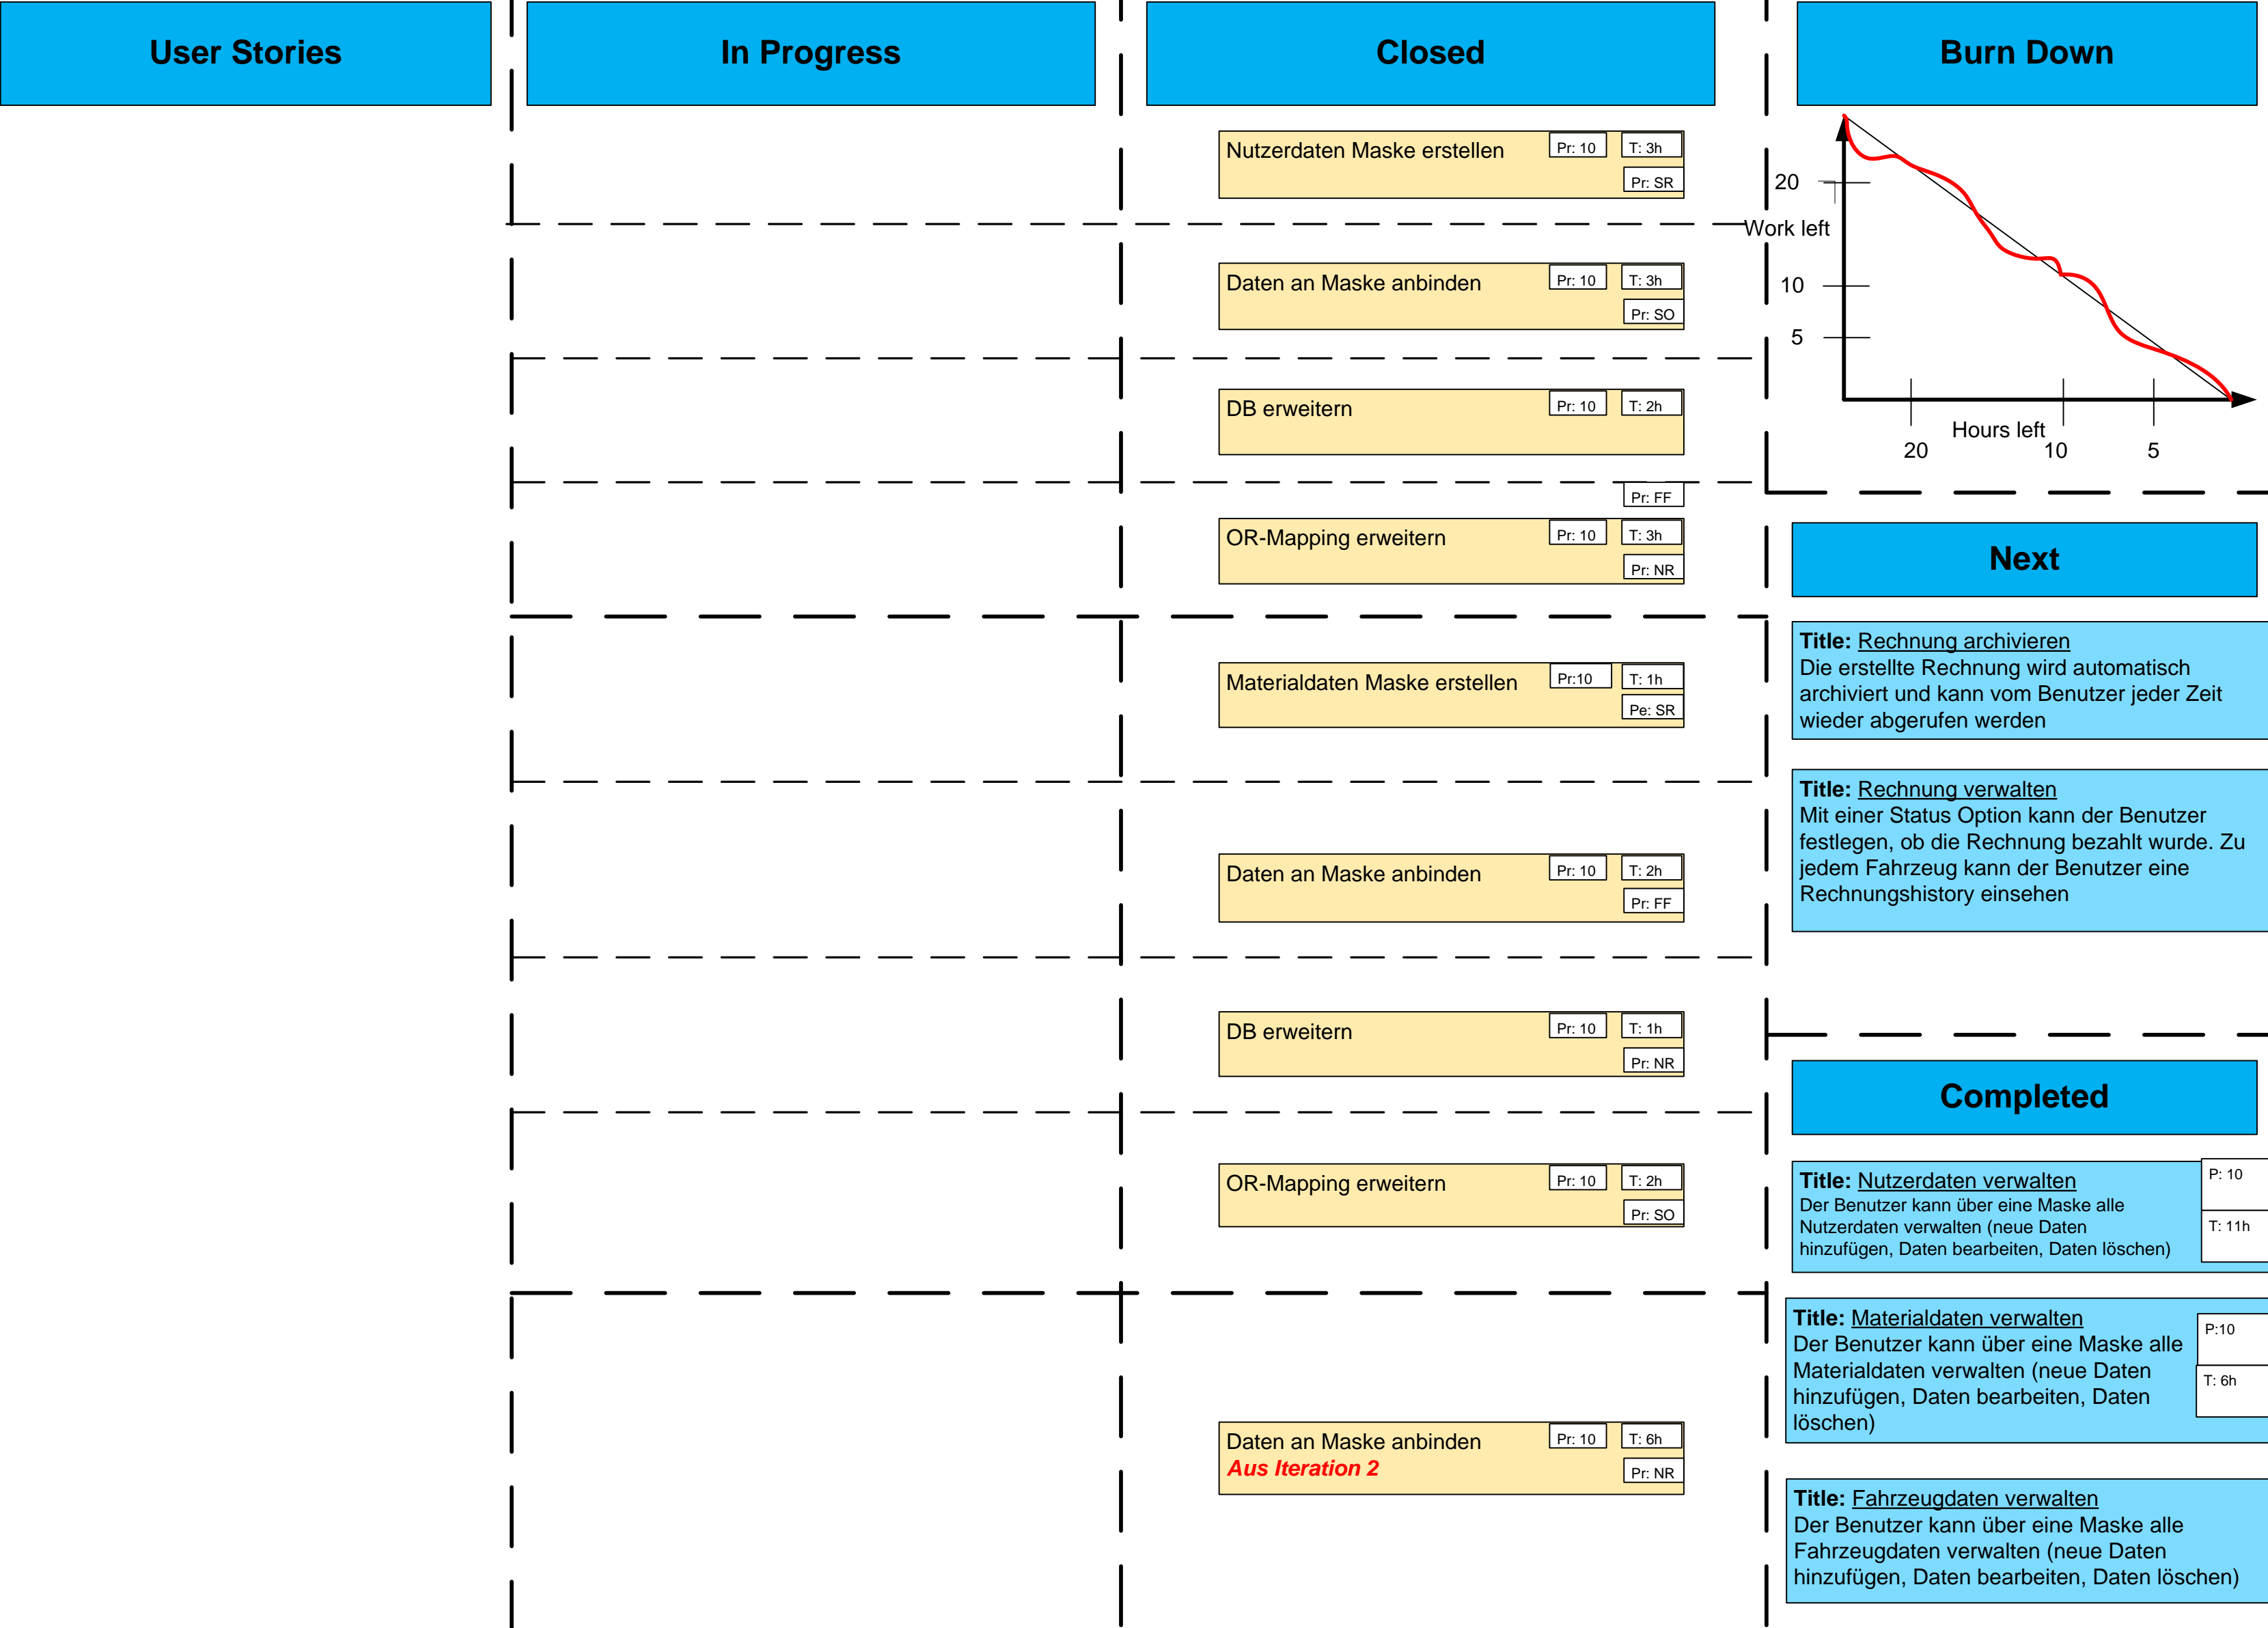 User Stories
In Progress
Closed
Burn Down
Nutzerdaten Maske erstellen
Pr: 10
T: 3h
Pr: SR
Daten an Maske anbinden
Pr: 10
T: 3h
Pr: SO
DB erweitern
Pr: 10
T: 2h
Pr: FF
OR-Mapping erweitern
Pr: 10
T: 3h
Pr: NR
Materialdaten Maske erstellen
Pr:10
T: 1h
Pe: SR
Daten an Maske anbinden
Pr: 10
T: 2h
Pr: FF
DB erweitern
Pr: 10
T: 1h
Pr: NR
OR-Mapping erweitern
Pr: 10
T: 2h
Pr: SO
Daten an Maske anbinden
Aus Iteration 2
Pr: 10
T: 6h
Pr: NR
20
Work left
10
5
Hours left
20
10
5
Next
Title: Rechnung archivieren
Die erstellte Rechnung wird automatisch
archiviert und kann vom Benutzer jeder Zeit
wieder abgerufen werden
Title: Rechnung verwalten
Mit einer Status Option kann der Benutzer
festlegen, ob die Rechnung bezahlt wurde. Zu
jedem Fahrzeug kann der Benutzer eine
Rechnungshistory einsehen
Completed
Title: Nutzerdaten verwalten
Der Benutzer kann über eine Maske alle
Nutzerdaten verwalten (neue Daten
hinzufügen, Daten bearbeiten, Daten löschen)
P: 10
T: 11h
Title: Materialdaten verwalten
Der Benutzer kann über eine Maske alle
Materialdaten verwalten (neue Daten
hinzufügen, Daten bearbeiten, Daten
löschen)
P:10
T: 6h
Title: Fahrzeugdaten verwalten
Der Benutzer kann über eine Maske alle
Fahrzeugdaten verwalten (neue Daten
hinzufügen, Daten bearbeiten, Daten löschen)